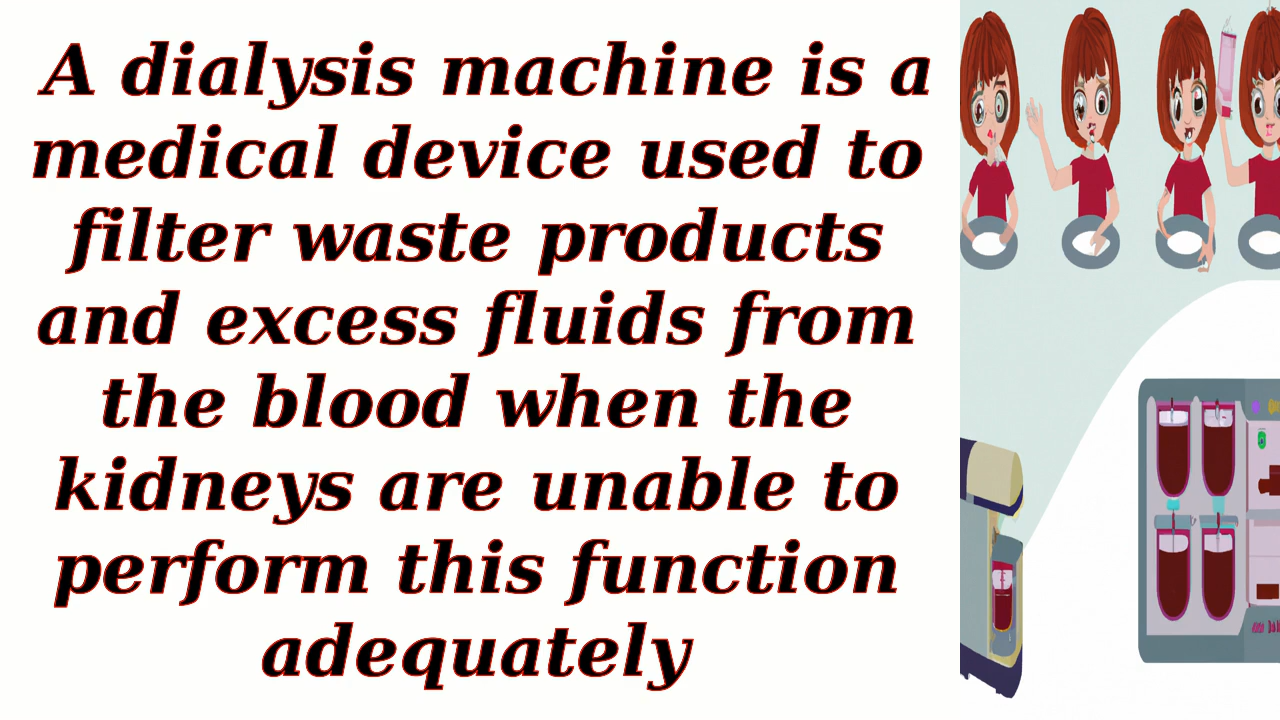 A dialysis machine is a
medical device used to
filter waste products
and excess fluids from
the blood when the
kidneys are unable to
perform this function
adequately